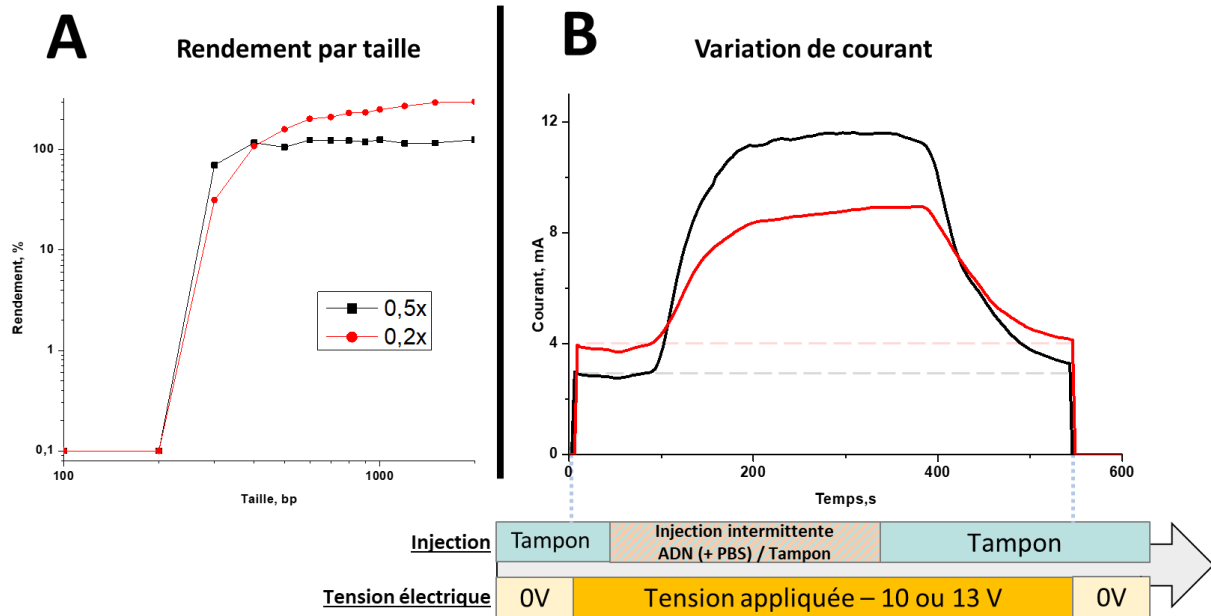 A
Rendement par taille
Rendement, %
100
10
1
0,1
0,5x
0,2x
100
1000
Taille, bp
B
Variation de courant
Courant, mA
12
8
4
0
0
200
400
600
Temps,s
Injection
Tampon
Injection intermittente
ADN (+ PBS) / Tampon
Tampon
Tension électrique
0V
Tension appliquée – 10 ou 13 V
0V